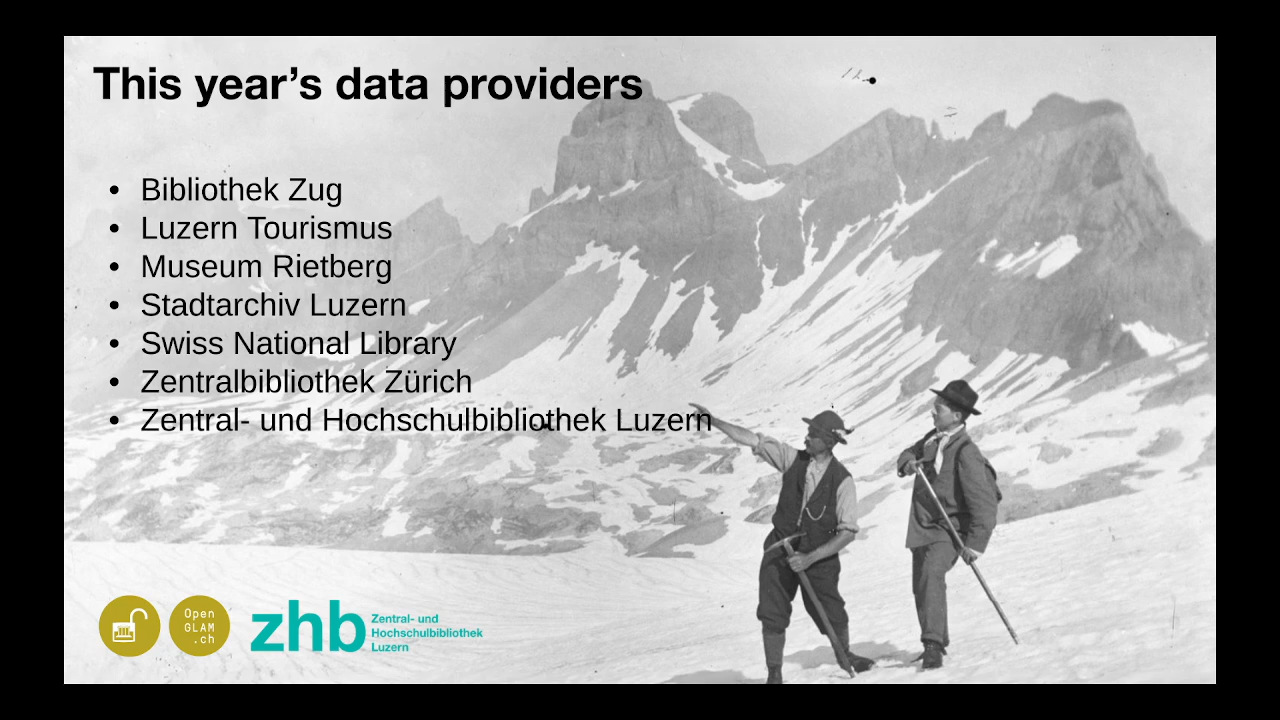 This year’s data providers
• Bibliothek Zug
• Luzern Tourismus
• Museum Rietberg
• Stadtarchiv Luzern
• Swiss National Library
• Zentralbibliothek Zürich
• Zentral- und Hochschulbibliothek Luzern
Open
GLAM
.ch
zhb
Zentral- und
Hochschulbibliothek
Luzern